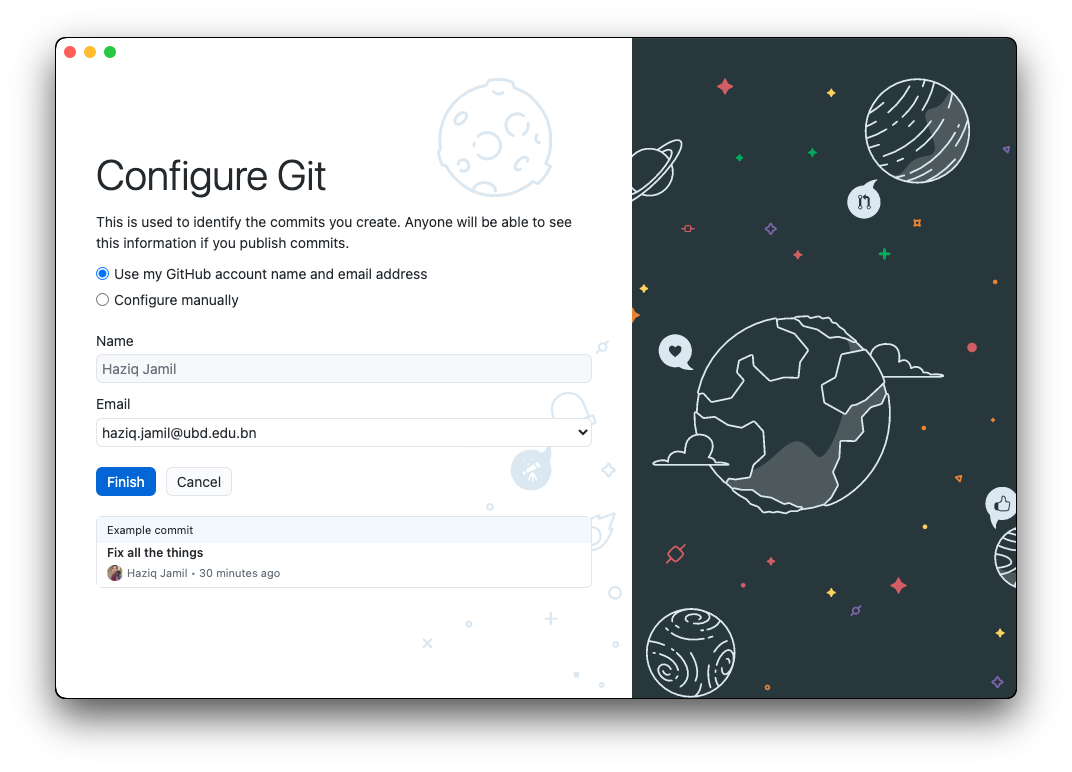 Configure Git
This is used to identify the commits you create. Anyone will be able to see
this information if you publish commits.
Use my GitHub account name and email address
Configure manually
Name
Haziq Jamil
Email
haziq.jamil@ubd.edu.bn
Finish
Cancel
Example commit
Fix all the things
Haziq Jamil • 30 minutes ago